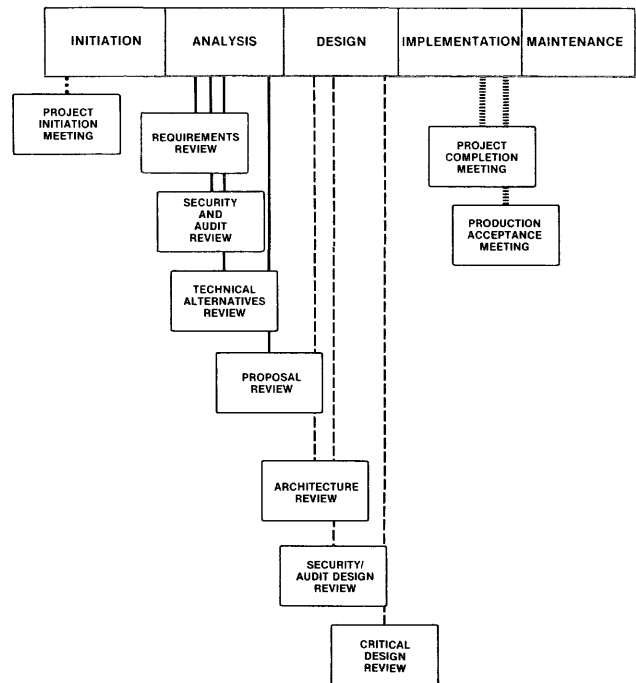 INITIATION ANALYSIS DESIGN IMPLEMENTATION MAINTENANCE
PROJECT
INITIATION
MEETING
REQUIREMENTS
REVIEW
PROJECT
COMPLETION
MEETING
SECURITY
AND
AUDIT
REVIEW
PRODUCTION
ACCEPTANCE
MEETING
TECHNICAL
ALTERNATIVES
REVIEW
PROPOSAL
REVIEW
ARCHITECTURE
REVIEW
SECURITY/
AUDIT DESIGN
REVIEW
CRITICAL
DESIGN
REVIEW